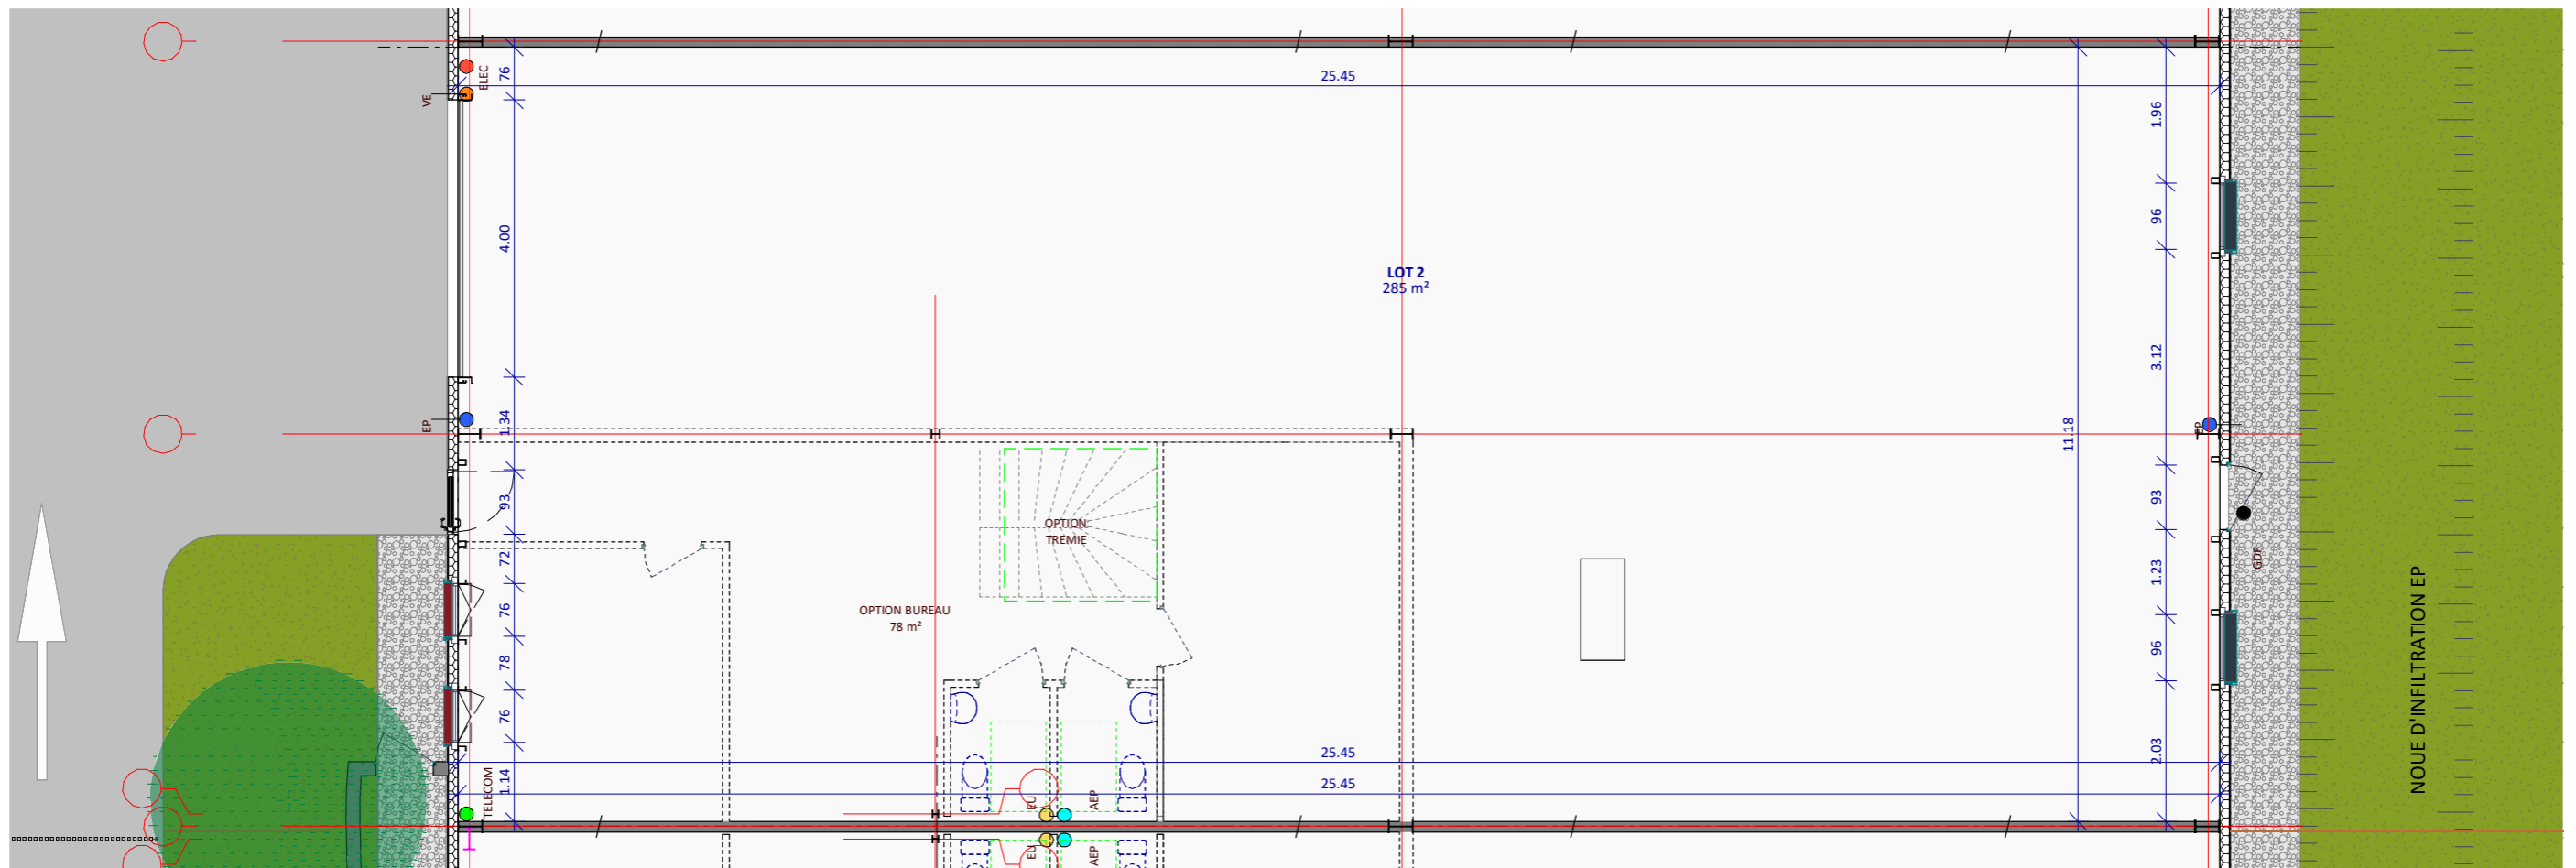 ELEC
76
25.45
VE
1.96
4.00
96
LOT 2
285 m²
3.12
1.34
EP
EP
11.18
93
93
OPTION
TREMIE
GDF
72
1.23
76
OPTION BUREAU
78 m²
NOUE D'INFILTRATION EP
78
96
76
25.45
2.03
TELECOM
1.14
25.45
EU
AEP
EU
AEP